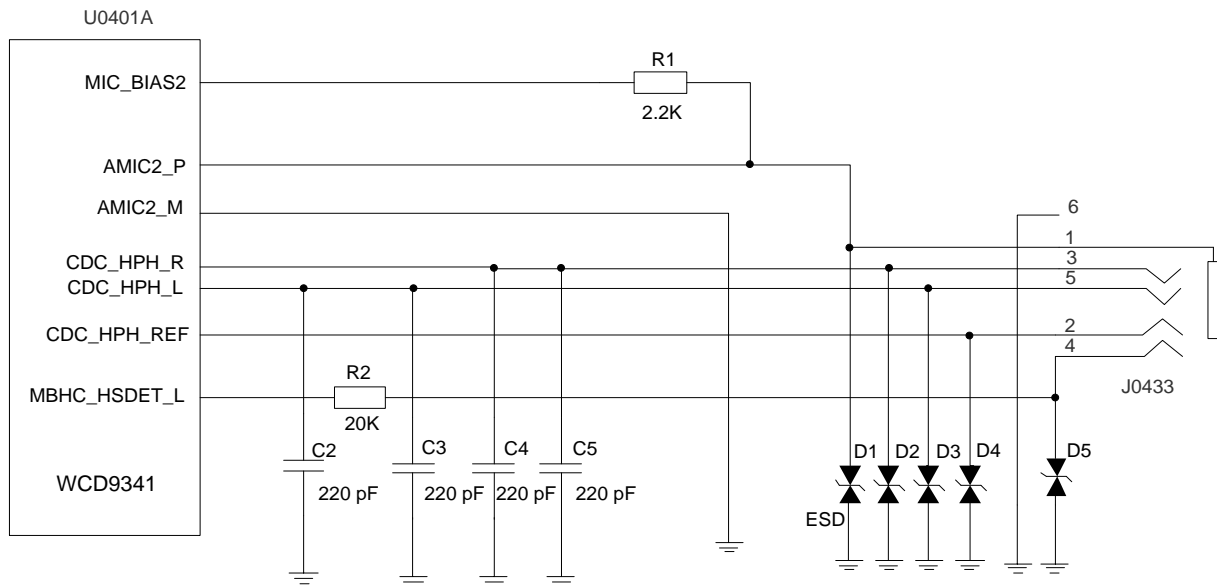 U0401A
R1
MIC_BIAS2
2.2K
AMIC2_P
AMIC2_M
6
1
CDC_HPH_R
3
CDC_HPH_L
5
CDC_HPH_REF
2
4
R2
MBHC_HSDET_L
J0433
20K
C2
C3
C4
C5
D1
D2
D3
D4
D5
WCD9341
220 pF
220 pF
220 pF
220 pF
ESD